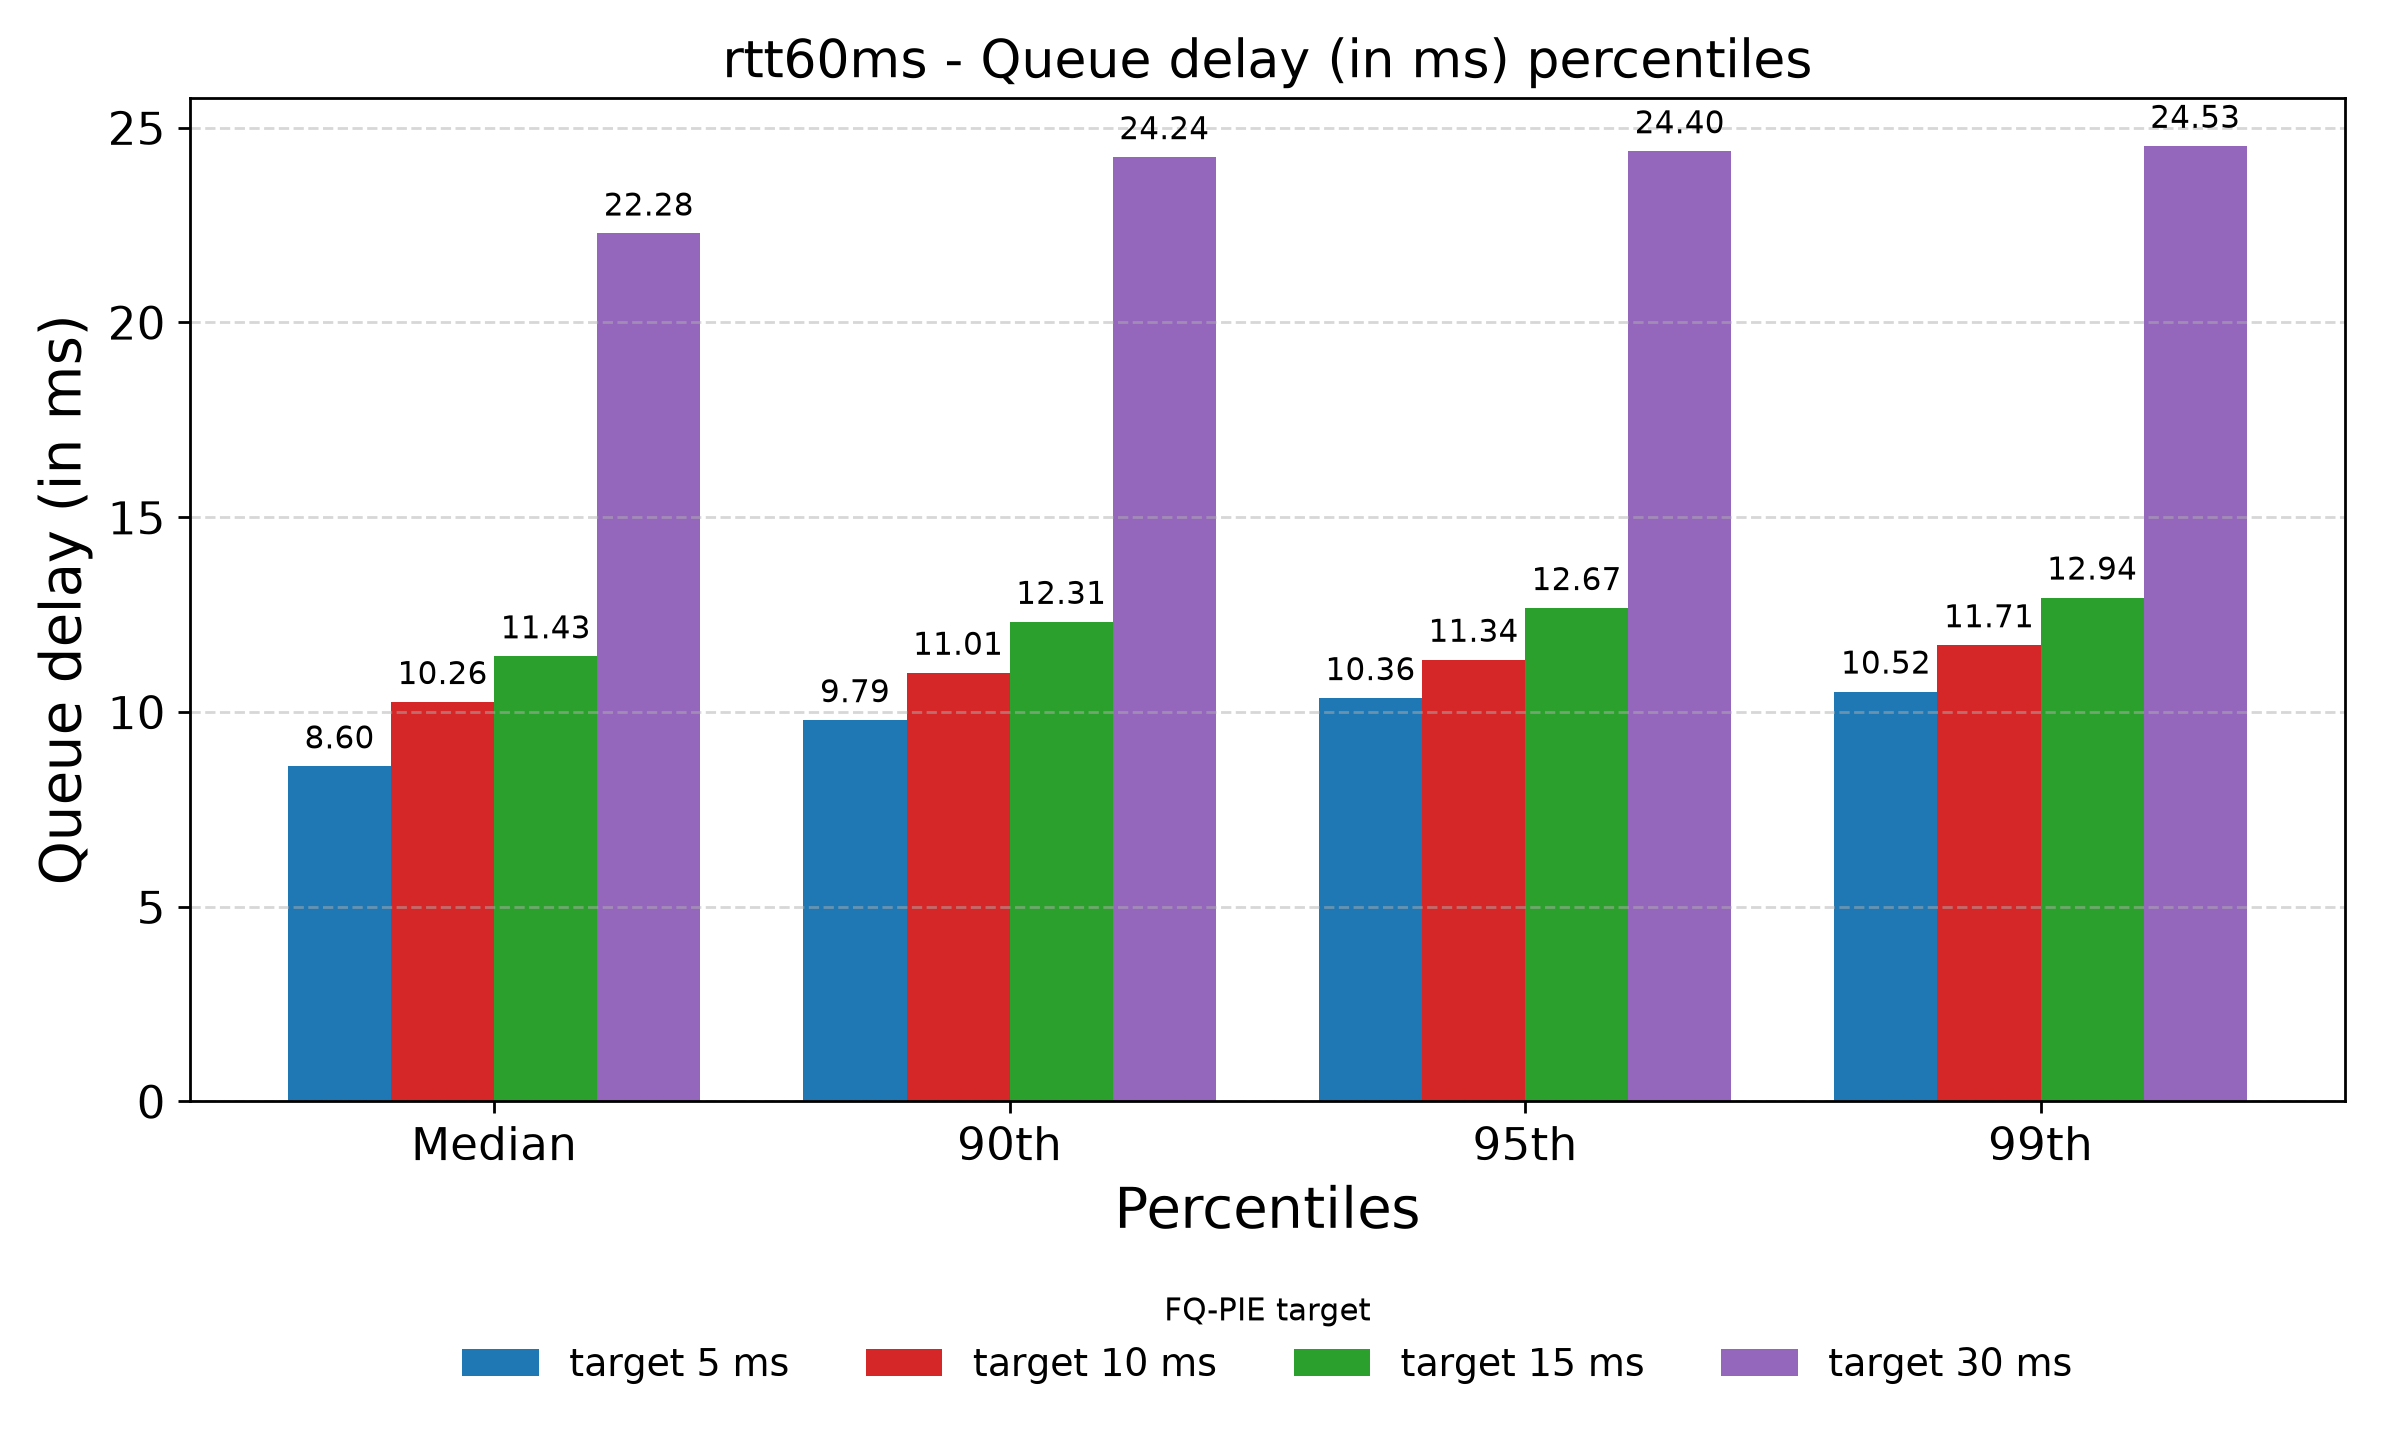 rtt60ms - Queue delay (in ms) percentiles
Queue delay (in ms)
25
20
15
10
5
0
8.60
10.26
11.43
22.28
9.79
11.01
12.31
24.24
10.36
11.34
12.67
24.40
10.52
11.71
12.94
24.53
Median
90th
95th
99th
Percentiles
FQ-PIE target
target 5 ms
target 10 ms
target 15 ms
target 30 ms